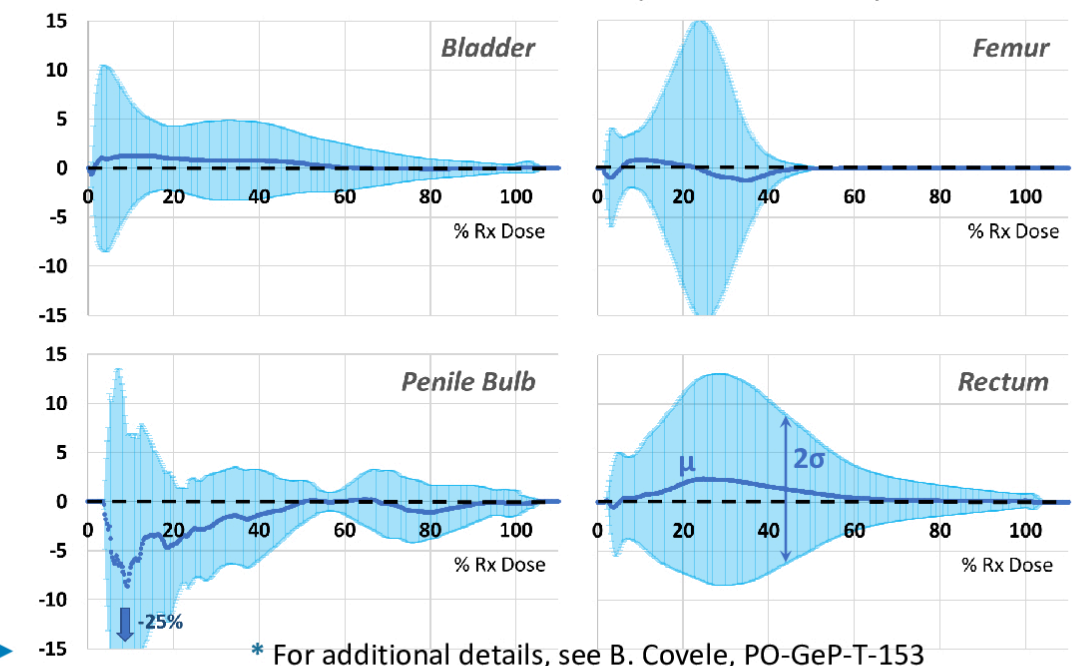 15
Bladder
10
5
0
0 20 40 60 80 100
-5
% Rx Dose
-10
-15
Femur
0 20 40 60 80 100
% Rx Dose
15
Penile Bulb
10
5
0
0 20 40 60 80 100
-5
% Rx Dose
-10
-25%
-15
Rectum
μ
2σ
0 20 40 60 80 100
% Rx Dose
* For additional details, see B. Covele, PO-GeP-T-153